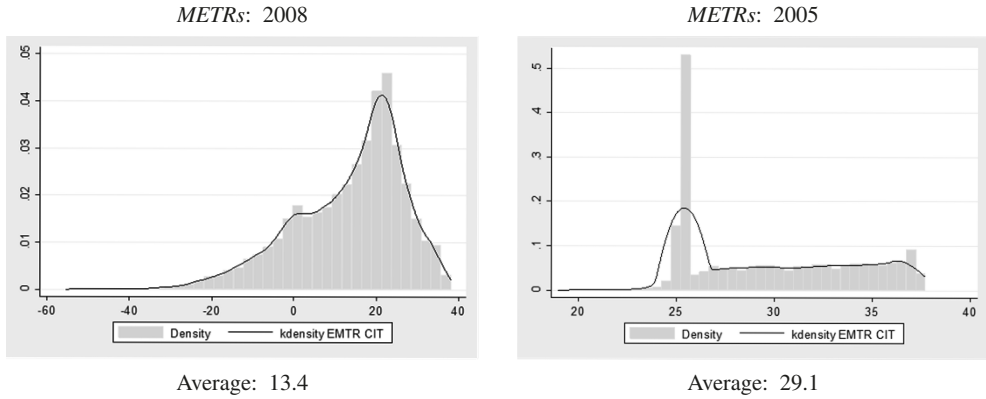 METRs: 2008
.05
.04
.03
.02
.01
0
-60
-40
-20
0
20
40
Density
kdensity EMTR CIT
Average: 13.4
METRs: 2005
.5
.4
.3
.2
.1
0
20
25
30
35
40
Density
kdensity EMTR CIT
Average: 29.1